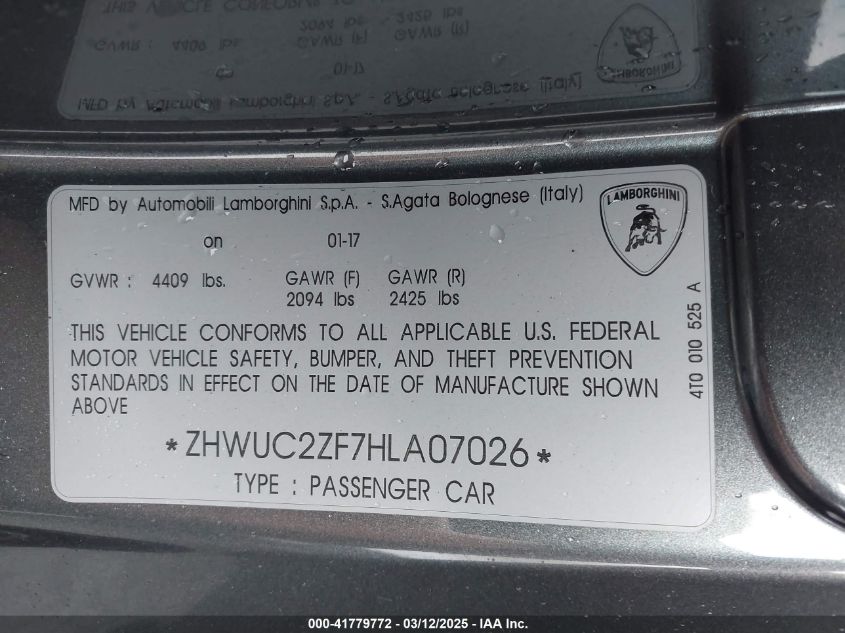 MFD by Automobili Lamborghini S.p.A. - S.Agata Bolognese (Italy)
on 01-17
GVWR : 4409 lbs. GAWR (F) GAWR (R)
2094 lbs 2425 lbs
THIS VEHICLE CONFORMS TO ALL APPLICABLE U.S. FEDERAL
MOTOR VEHICLE SAFETY, BUMPER, AND THEFT PREVENTION
STANDARDS IN EFFECT ON THE DATE OF MANUFACTURE SHOWN
ABOVE
*ZHWUC2ZF7HLA07026*
TYPE : PASSENGER CAR
LAMBORGHINI
4T0 010 525 A
000-41779772 - 03/12/2025 - IAA Inc.